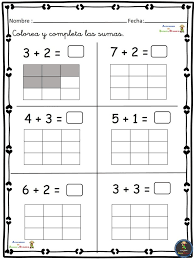 Nombre: Fecha:
Colorea y completa las sumas.
3 + 2 = 7 + 2 =
4 + 3 = 5 + 1 =
6 + 2 = 3 + 3 =